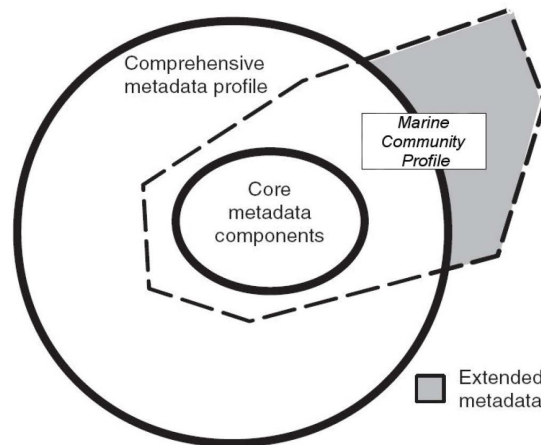 Comprehensive
metadata profile
Marine
Community
Profile
Core
metadata
components
Extended
metadata